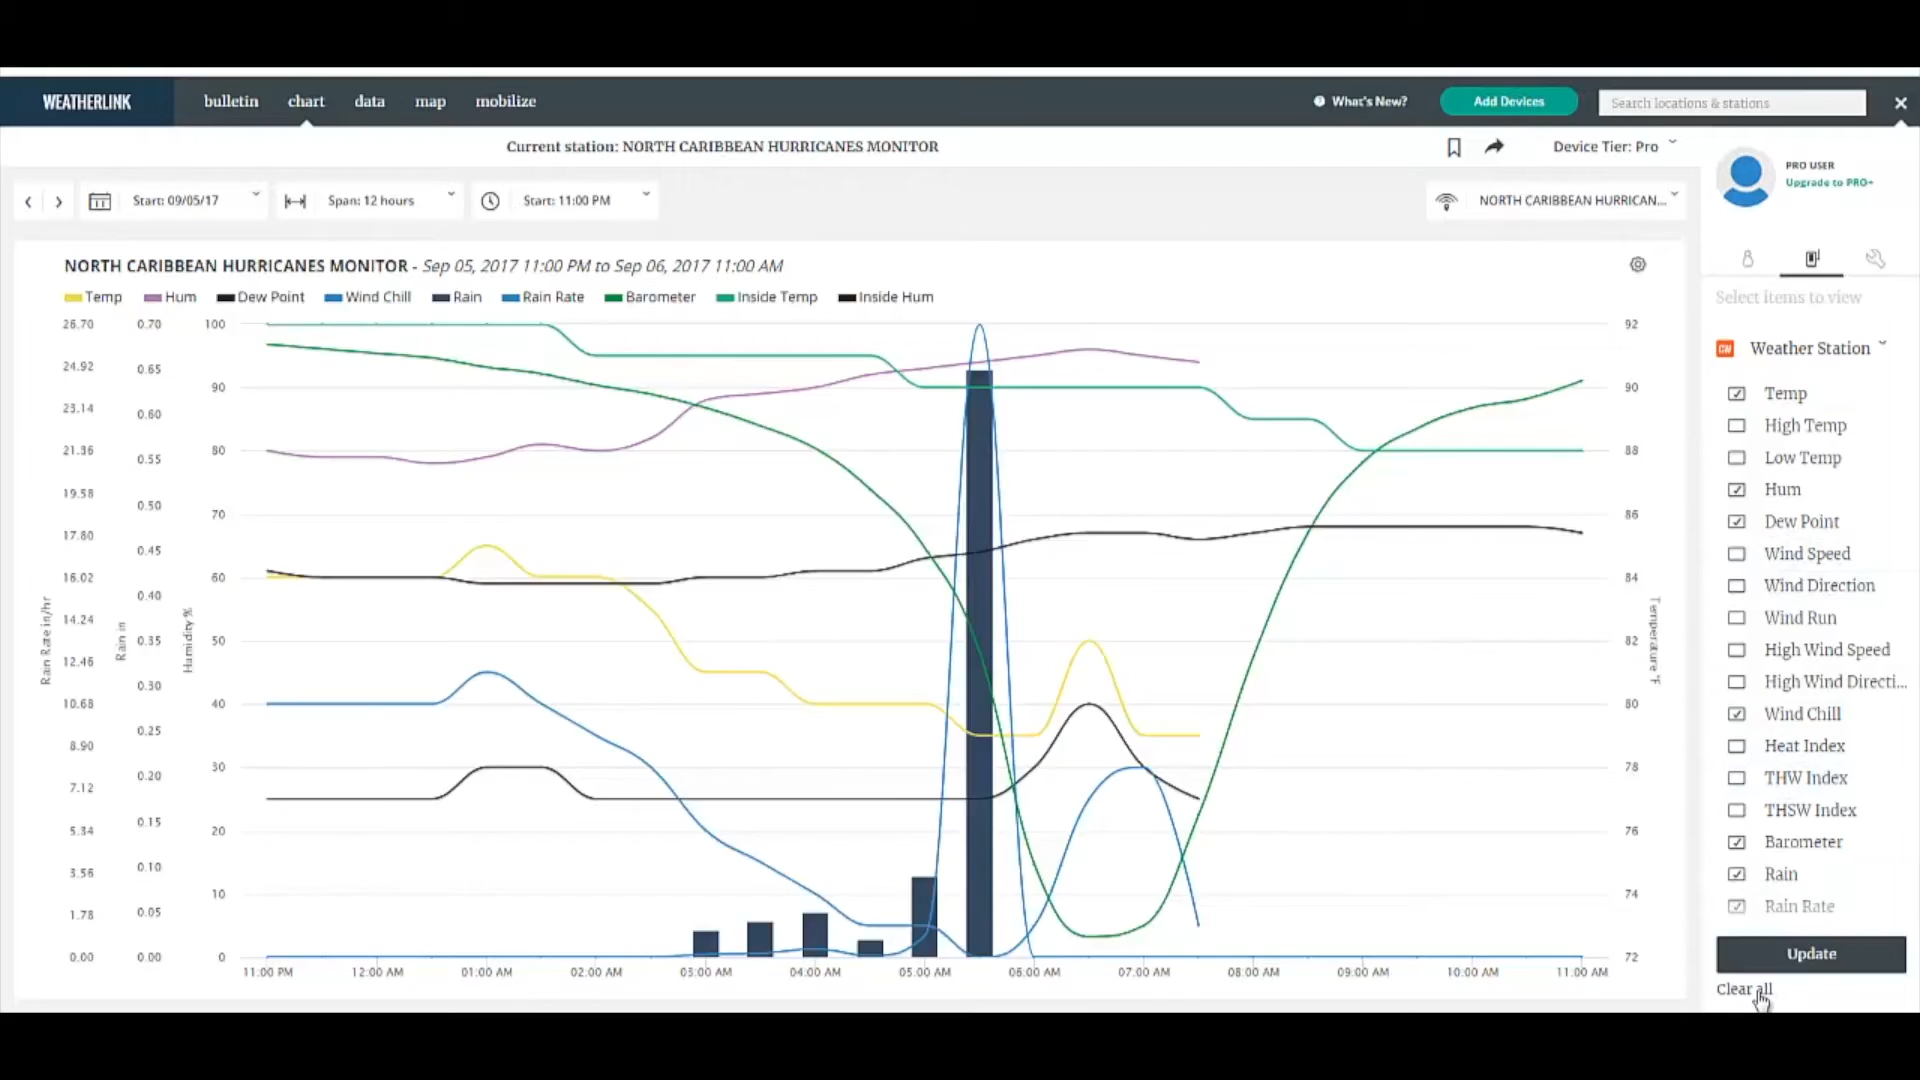 WEATHERLINK bulletin chart data map mobilize What's New? Add Devices Search locations & stations
Current station: NORTH CARIBBEAN HURRICANES MONITOR Device Tier: Pro
PRO USER
Upgrade to PRO+
Start: 09/05/17 Span: 12 hours Start: 11:00 PM NORTH CARIBBEAN HURRICAN...
NORTH CARIBBEAN HURRICANES MONITOR - Sep 05, 2017 11:00 PM to Sep 06, 2017 11:00 AM
Temp Hum Dew Point Wind Chill Rain Rain Rate Barometer Inside Temp Inside Hum
Rain Rate in/hr
26.70
24.92
23.14
21.36
19.58
17.80
16.02
14.24
12.46
10.68
8.90
7.12
5.34
3.56
1.78
0.00
Rain in
0.70
0.65
0.60
0.55
0.50
0.45
0.40
0.35
0.30
0.25
0.20
0.15
0.10
0.05
0.00
Humidity %
100
90
80
70
60
50
40
30
20
10
0
92
90
88
86
84
82
80
78
76
74
72
Temperature °F
11:00 PM 12:00 AM 01:00 AM 02:00 AM 03:00 AM 04:00 AM 05:00 AM 06:00 AM 07:00 AM 08:00 AM 09:00 AM 10:00 AM 11:00 AM
Select items to view
Weather Station
Temp
High Temp
Low Temp
Hum
Dew Point
Wind Speed
Wind Direction
Wind Run
High Wind Speed
High Wind Directi...
Wind Chill
Heat Index
THW Index
THSW Index
Barometer
Rain
Rain Rate
Update
Clear all